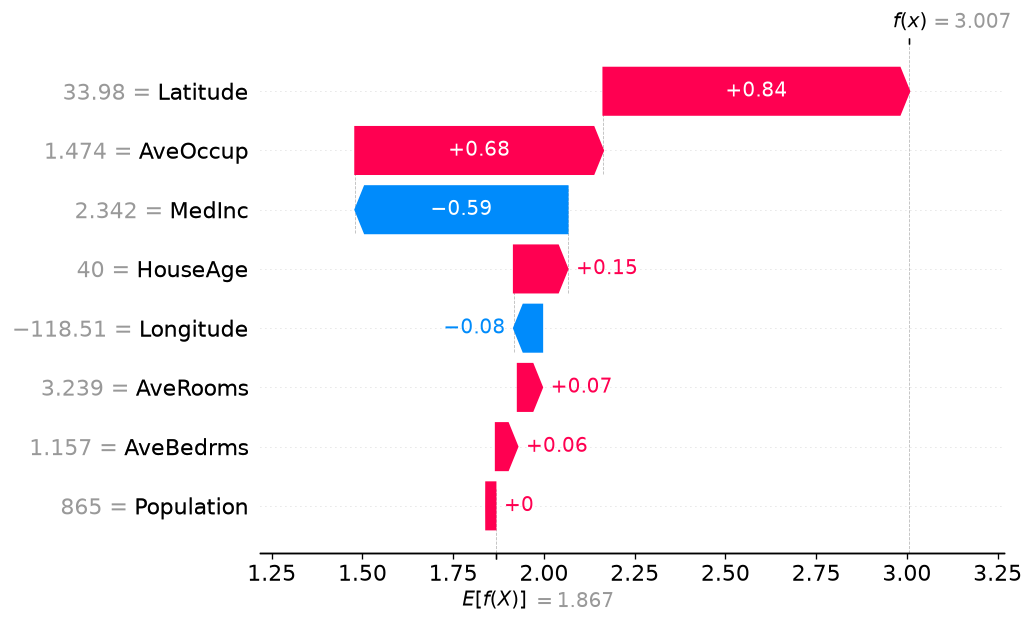 f(x) = 3.007
33.98 = Latitude +0.84
1.474 = AveOccup +0.68
2.342 = MedInc −0.59
40 = HouseAge +0.15
−118.51 = Longitude −0.08
3.239 = AveRooms +0.07
1.157 = AveBedrms +0.06
865 = Population +0
1.25 1.50 1.75 2.00 2.25 2.50 2.75 3.00 3.25
E[f(X)] = 1.867